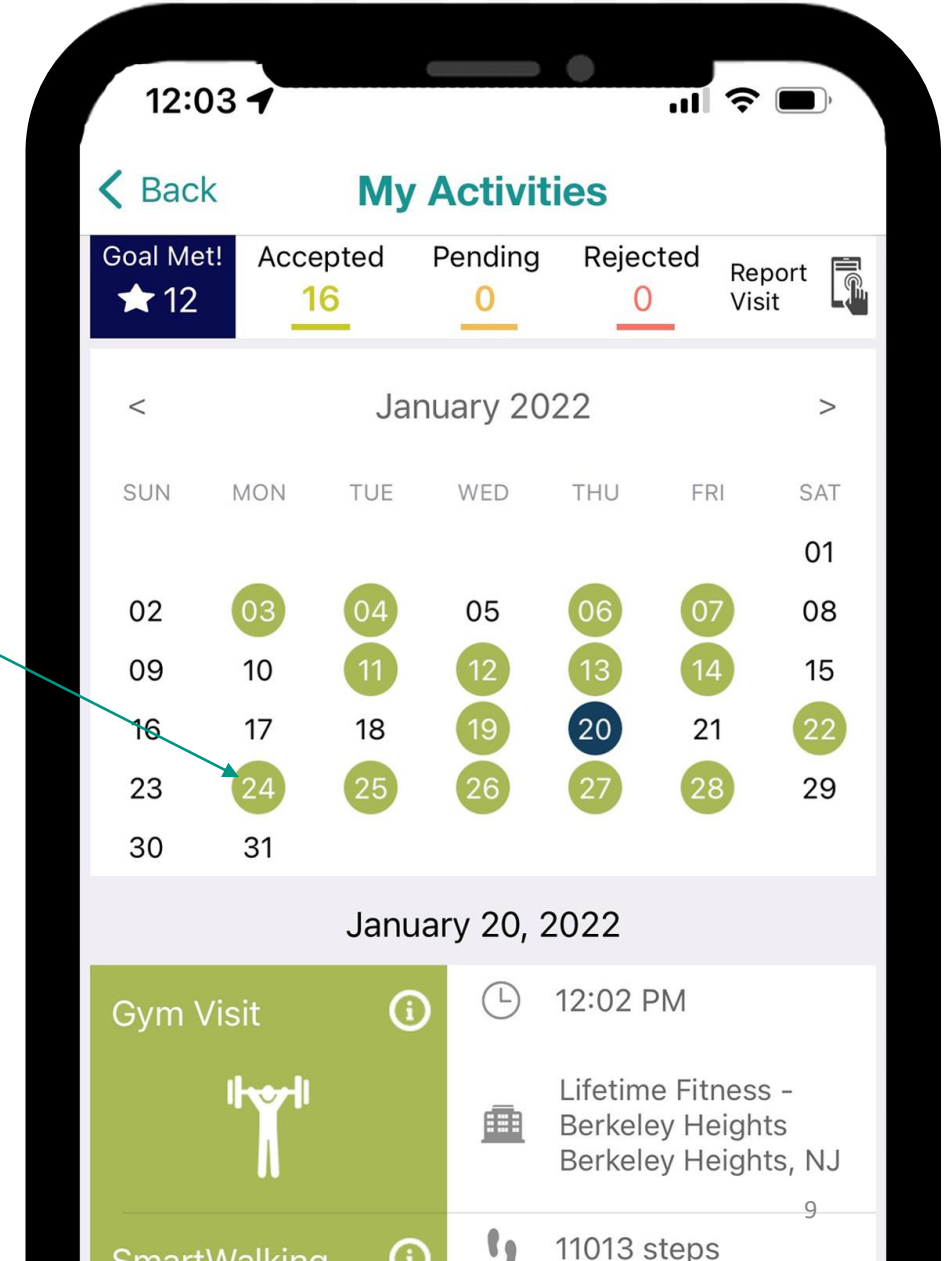 12:03
Back My Activities
Goal Met! Accepted Pending Rejected Report Visit
12 16 0 0
< January 2022 >
SUN MON TUE WED THU FRI SAT
01
02 03 04 05 06 07 08
09 10 11 12 13 14 15
16 17 18 19 20 21 22
23 24 25 26 27 28 29
30 31
January 20, 2022
Gym Visit 12:02 PM
Lifetime Fitness -
Berkeley Heights
Berkeley Heights, NJ
9
SmartWalking 11013 steps